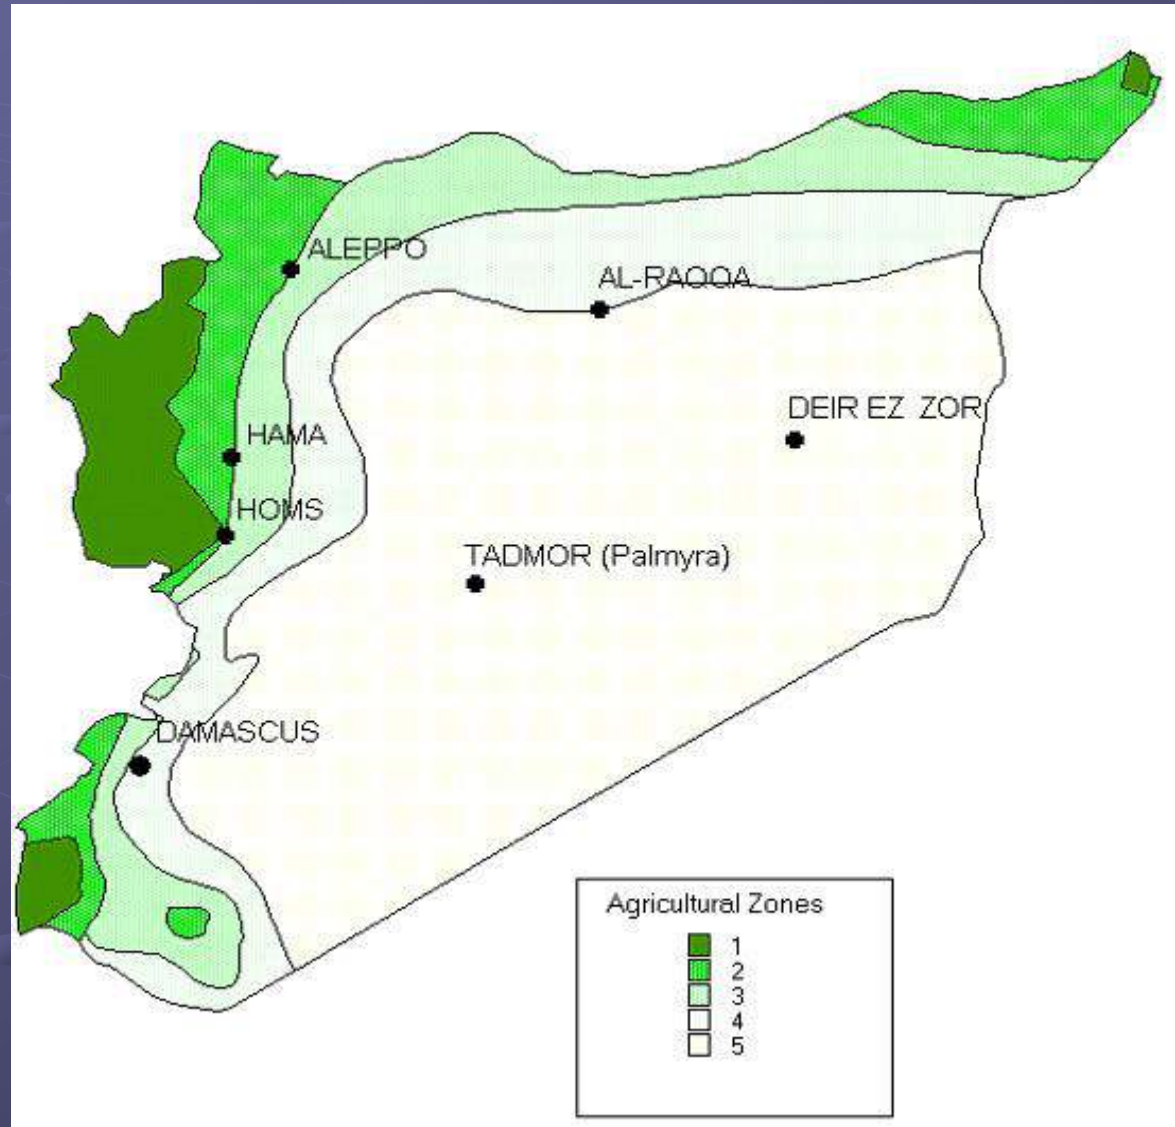 ALEPPO
AL-RAQQA
DEIR EZ ZOR
HAMA
HOMS
TADMOR (Palmyra)
DAMASCUS
Agricultural Zones
1
2
3
4
5